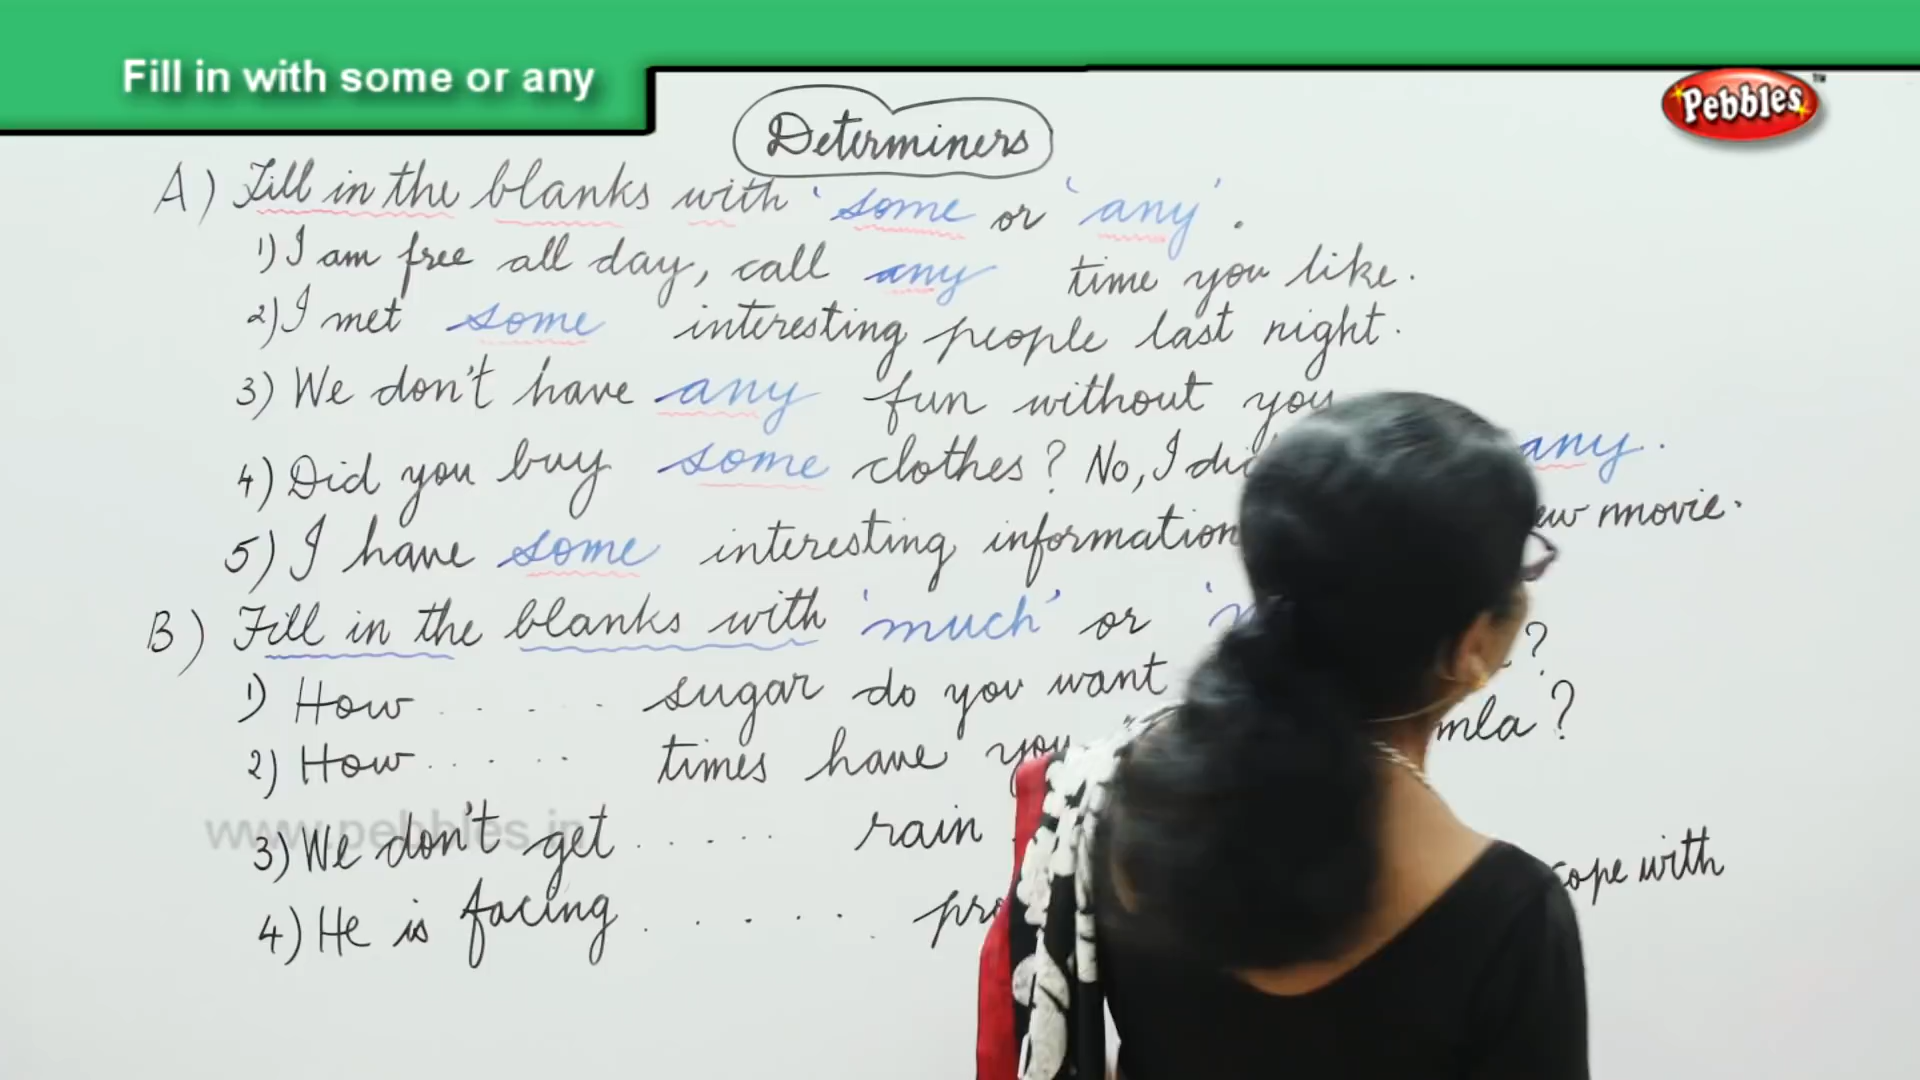 Fill in with some or any
Pebbles™
Determiners
A) Fill in the blanks with 'some or 'any'.
1) I am free all day, call any time you like.
2) I met some interesting people last night.
3) We don't have any fun without you
4) Did you buy some clothes? No, I any.
5) I have some interesting information movie.
B) Fill in the blanks with 'much' or
1) How ..... sugar do you want ?
2) How ..... times have you ?
3) We don't get ..... rain
4) He is facing ..... cope with
www.pebbles.in